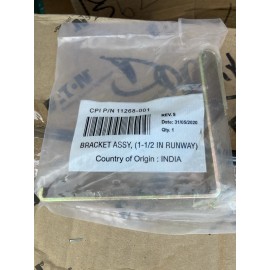 CPI P/N 11268-001
REV. 5
Date: 31/05/2020
Qty. 1
BRACKET ASSY, (1-1/2 IN RUNWAY)
Country of Origin : INDIA